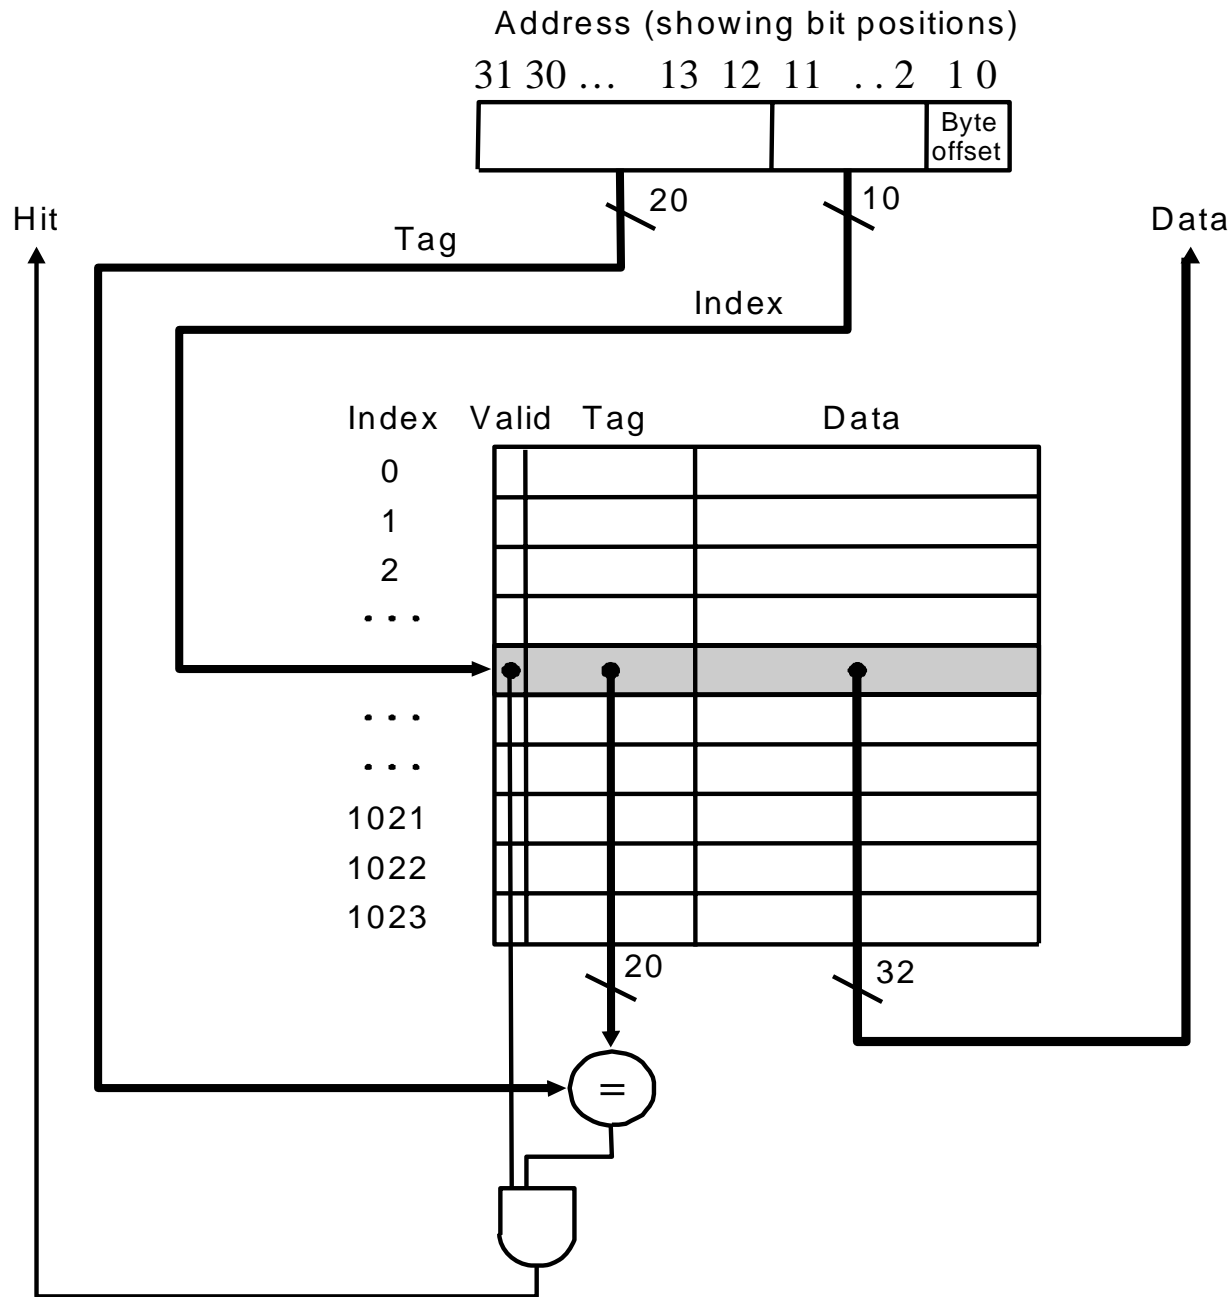 Address (showing bit positions)
31 30 ... 13 12 11 . . 2 1 0
Byte
offset
20
10
Hit
Data
Tag
Index
Index Valid Tag Data
0
1
2
. . .
. . .
. . .
1021
1022
1023
20
32
=